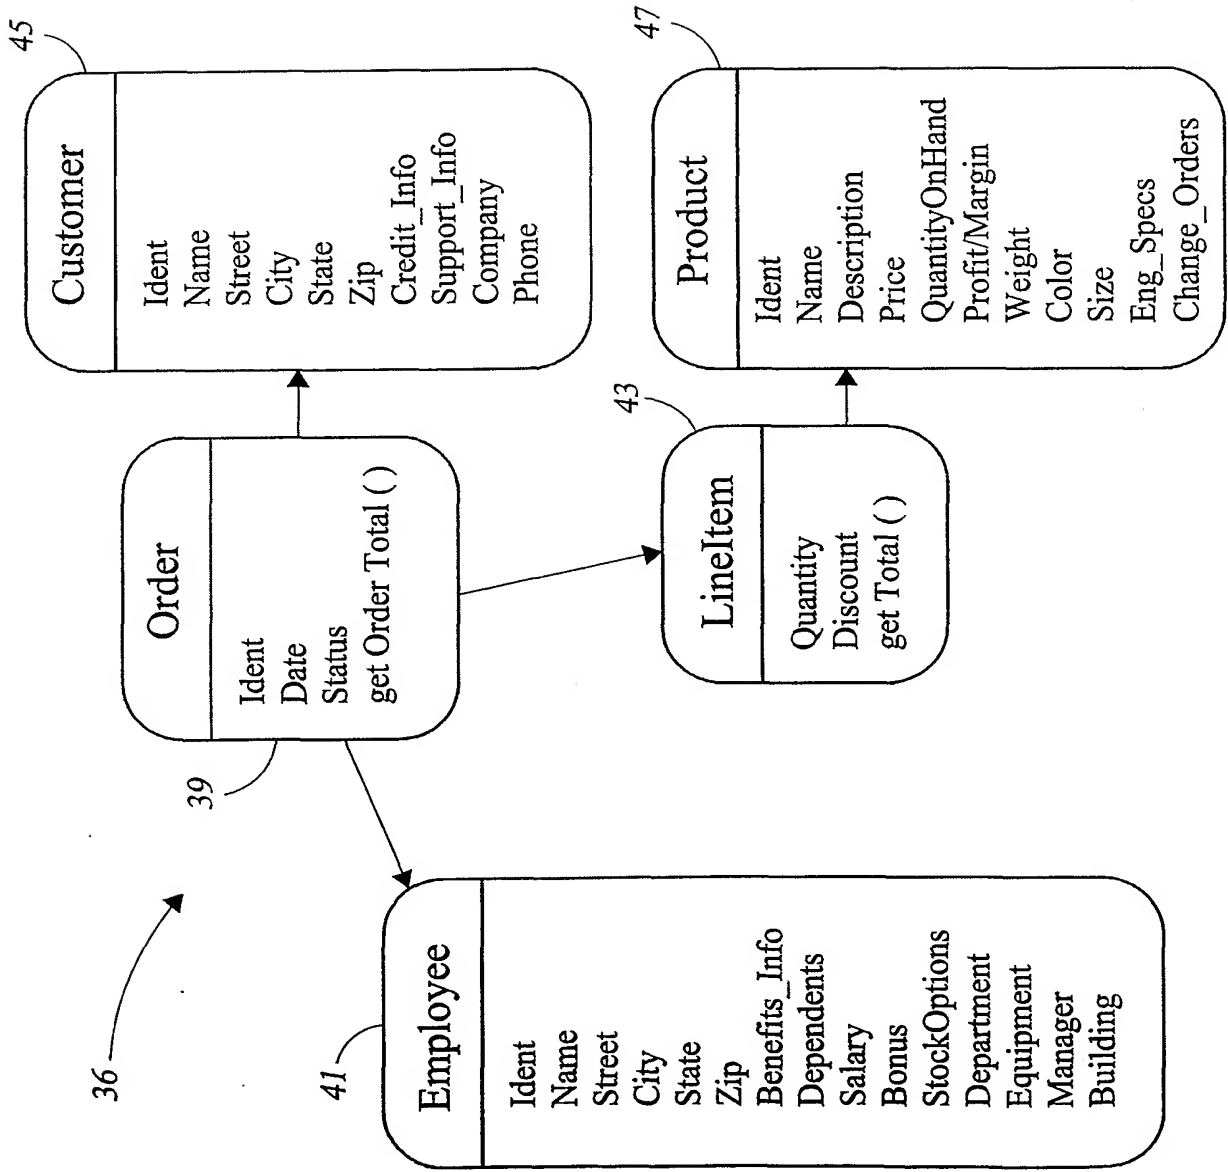 36
41
Employee
Ident
Name
Street
City
State
Zip
Benefits_Info
Dependents
Salary
Bonus
StockOptions
Department
Equipment
Manager
Building
39
Order
Ident
Date
Status
get Order Total ( )
43
LineItem
Quantity
Discount
get Total ( )
45
Customer
Ident
Name
Street
City
State
Zip
Credit_Info
Support_Info
Company
Phone
47
Product
Ident
Name
Description
Price
QuantityOnHand
Profit/Margin
Weight
Color
Size
Eng_Specs
Change_Orders